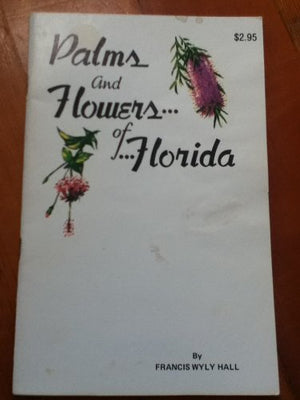 $2.95
Palms
and
Flowers...
of
...Florida
By
FRANCIS WYLY HALL